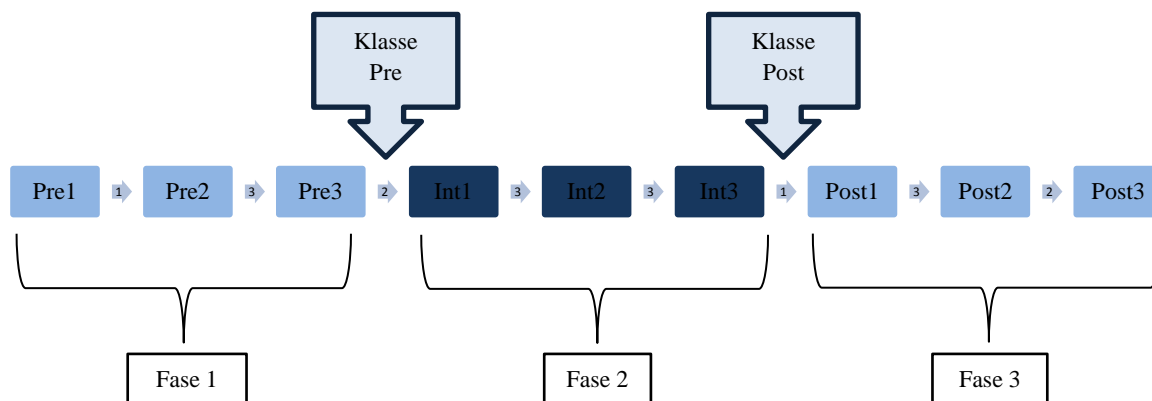 Klasse
Pre
Klasse
Post
Pre1 1 Pre2 3 Pre3 2 Int1 3 Int2 3 Int3 1 Post1 3 Post2 2 Post3
Fase 1 Fase 2 Fase 3